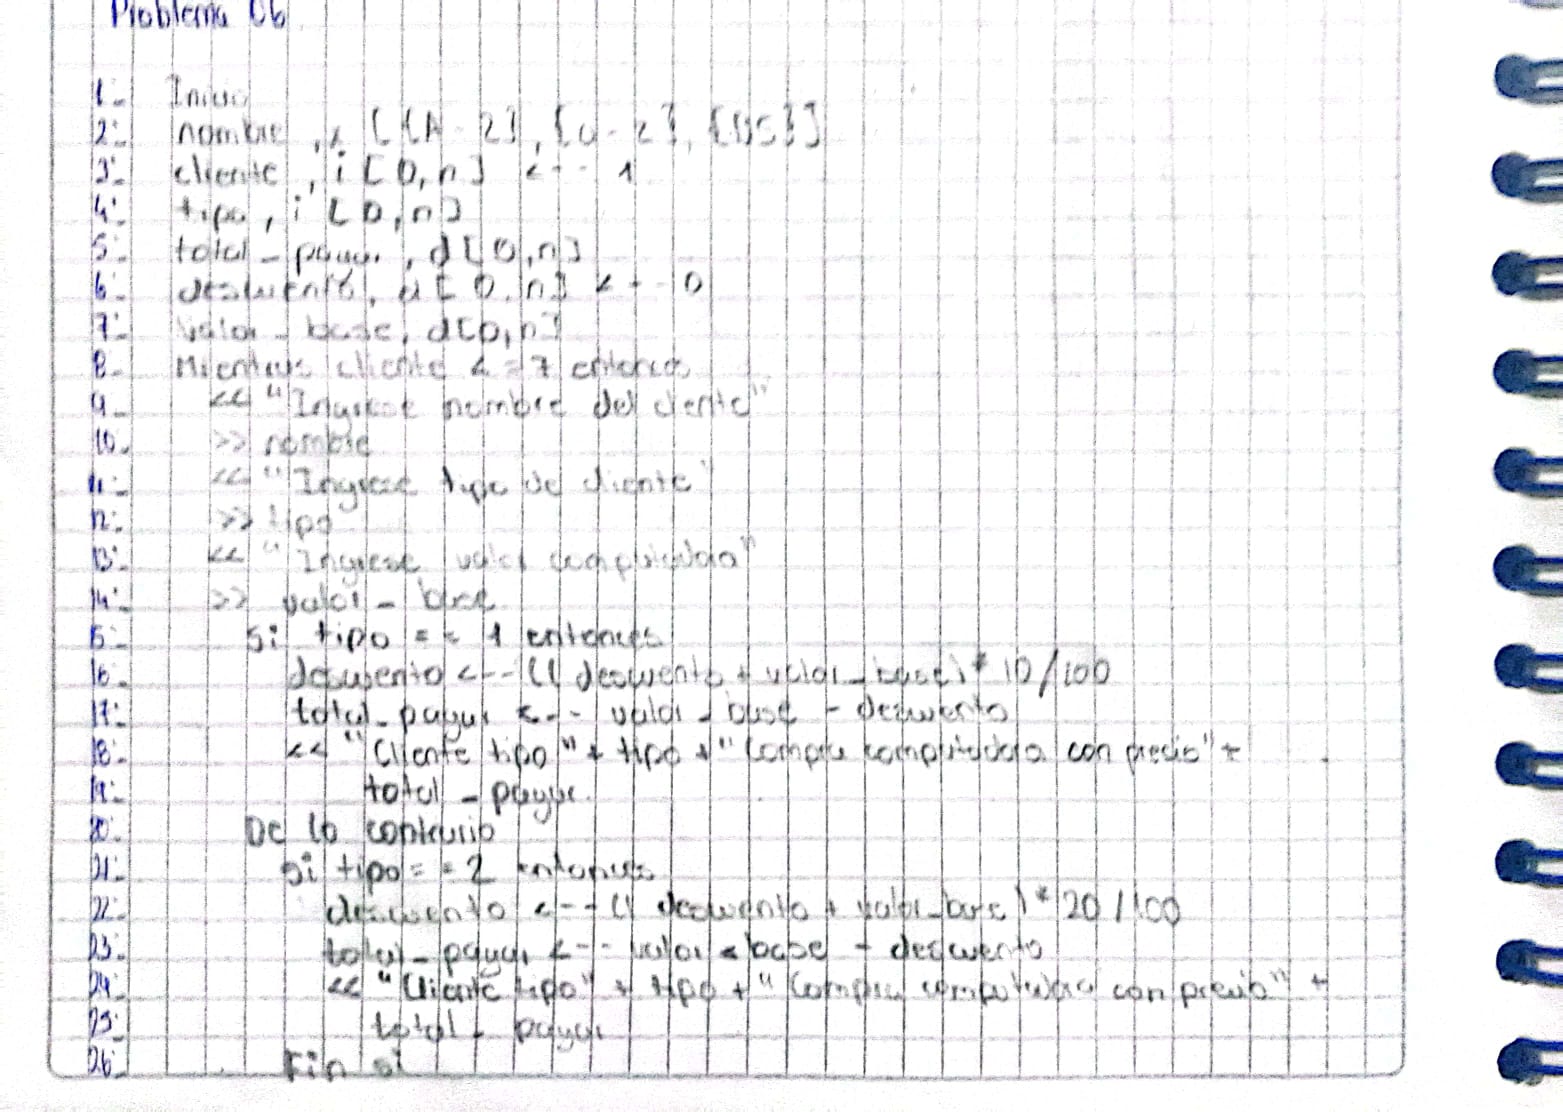 Problema 06
1.- Inicio
2.- nombre , x [{A - Z}, {a - z}, {DS}]
3.- cliente , i [0,n] <-- 1
4.- tipo, i [0,n]
5.- total_pagar , d [0,n]
6.- descuento, d [0,n] <-- 0
7.- valor_base, d[0,n]
8.- Mientras cliente <=7 entonces
9.- << "Ingrese nombre del cliente"
10.- >> nombre
11.- << "Ingrese tipo de cliente"
12.- >> tipo
13.- << "Ingrese valor computadora"
14.- >> valor_base
15.- Si tipo == 1 entonces
16.- descuento <-- (( descuento + valor_base) * 10/100
17.- total_pagar <-- valor_base - descuento
18.- << "Cliente tipo" + tipo + "Compra computadora con precio" +
19.- total_pagar
20.- De lo contrario
21.- Si tipo == 2 entonces
22.- descuento <-- (( descuento + valor_base) * 20/100
23.- total_pagar <-- valor_base - descuento
24.- << "Cliente tipo" + tipo + "Compra computadora con precio" +
25.- total_pagar
26.- Fin si